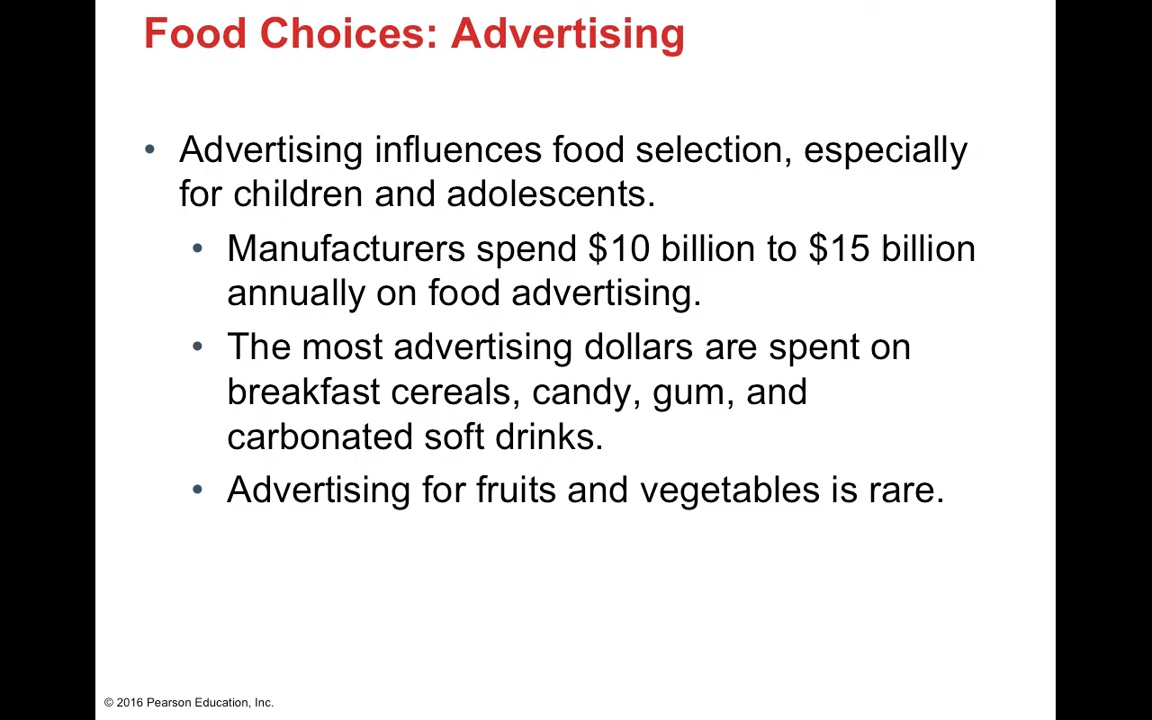 Food Choices: Advertising
• Advertising influences food selection, especially
for children and adolescents.
• Manufacturers spend $10 billion to $15 billion
annually on food advertising.
• The most advertising dollars are spent on
breakfast cereals, candy, gum, and
carbonated soft drinks.
• Advertising for fruits and vegetables is rare.
© 2016 Pearson Education, Inc.